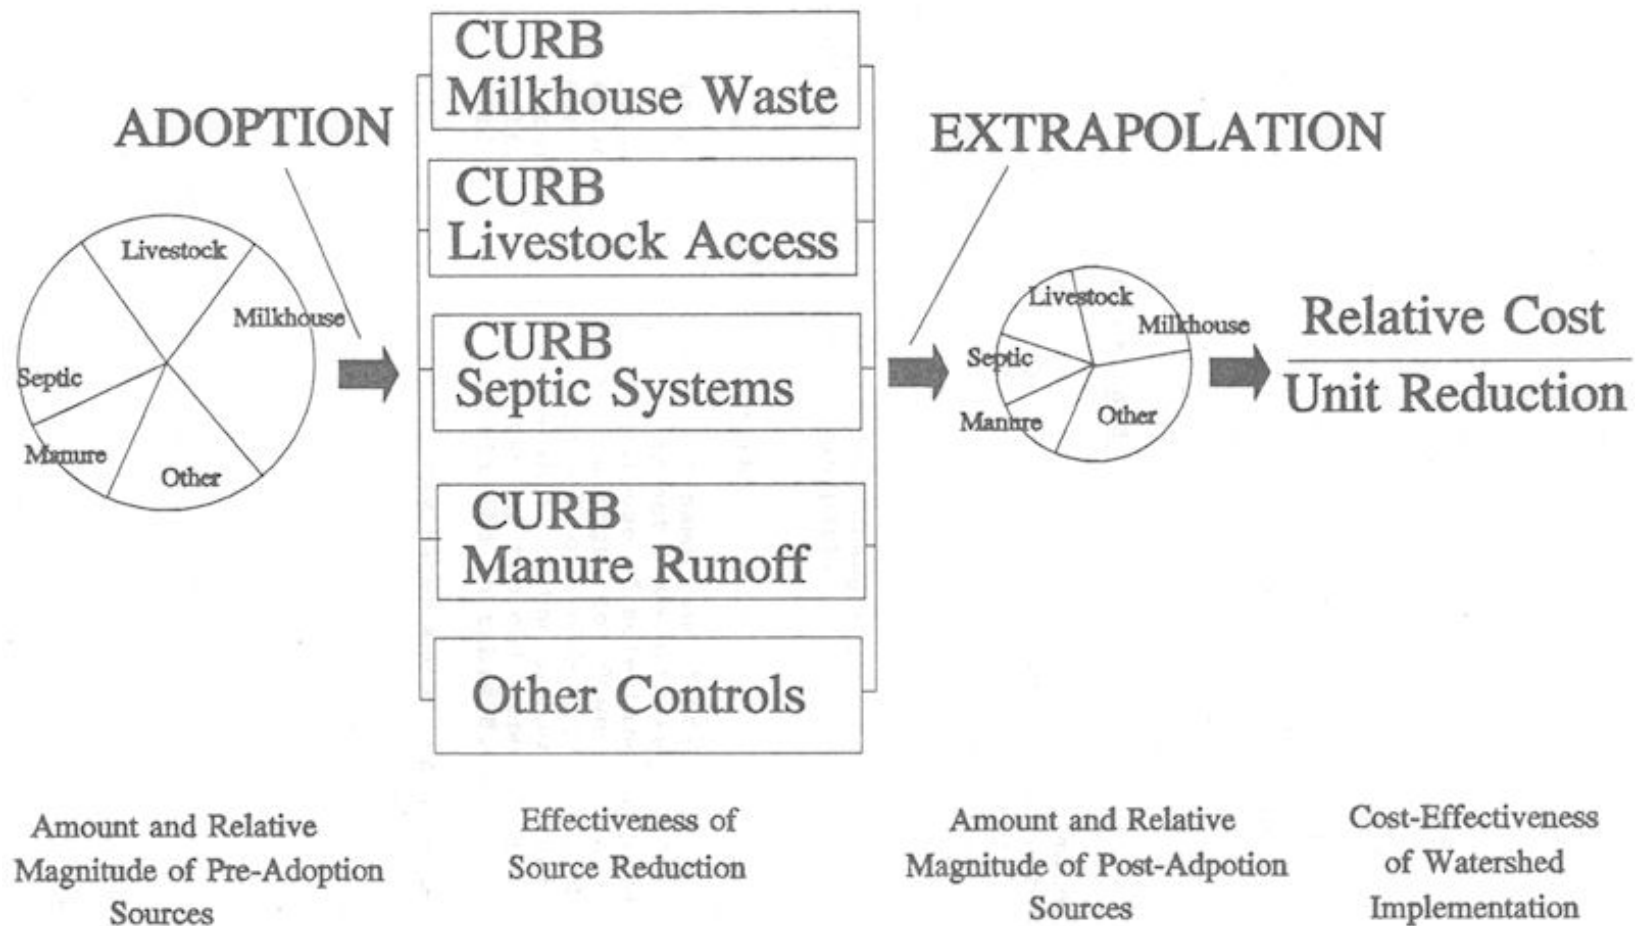 ADOPTION
Livestock
Milkhouse
Septic
Manure
Other
CURB
Milkhouse Waste
CURB
Livestock Access
CURB
Septic Systems
CURB
Manure Runoff
Other Controls
EXTRAPOLATION
Livestock
Milkhouse
Septic
Manure
Other
Relative Cost
Unit Reduction
Amount and Relative
Magnitude of Pre-Adoption
Sources
Effectiveness of
Source Reduction
Amount and Relative
Magnitude of Post-Adpotion
Sources
Cost-Effectiveness
of Watershed
Implementation